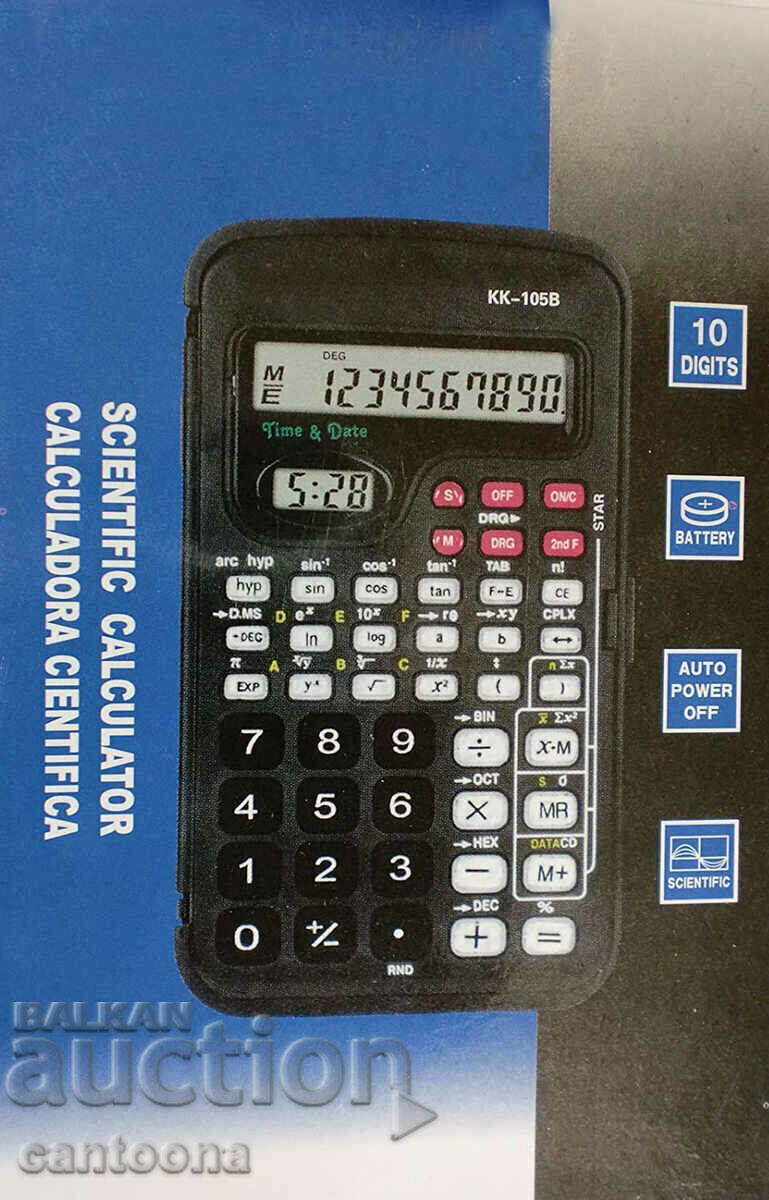 KK-105B
DEG
M
E
1234567890.
Time & Date
5:28
S OFF ON/C
DRG▶
M DRG 2nd F
STAR
arc hyp sin⁻¹ cos⁻¹ tan⁻¹ TAB n!
hyp sin cos tan F↔E CE
→D.MS D eˣ E 10ˣ F →rθ →xy CPLX
→DEG ln log a b ↔
π A ˣ√y B ³√ C 1/x n Σx
EXP yˣ √ x² ( )
→BIN x̄ Σx²
7 8 9 ÷ X→M
→OCT S σ
4 5 6 × MR
→HEX DATA CD
1 2 3 − M+
→DEC %
0 +/− • + =
RND
10
DIGITS
BATTERY
AUTO
POWER
OFF
SCIENTIFIC
SCIENTIFIC CALCULATOR
CALCULADORA CIENTIFICA
BALKAN
auction
cantoona